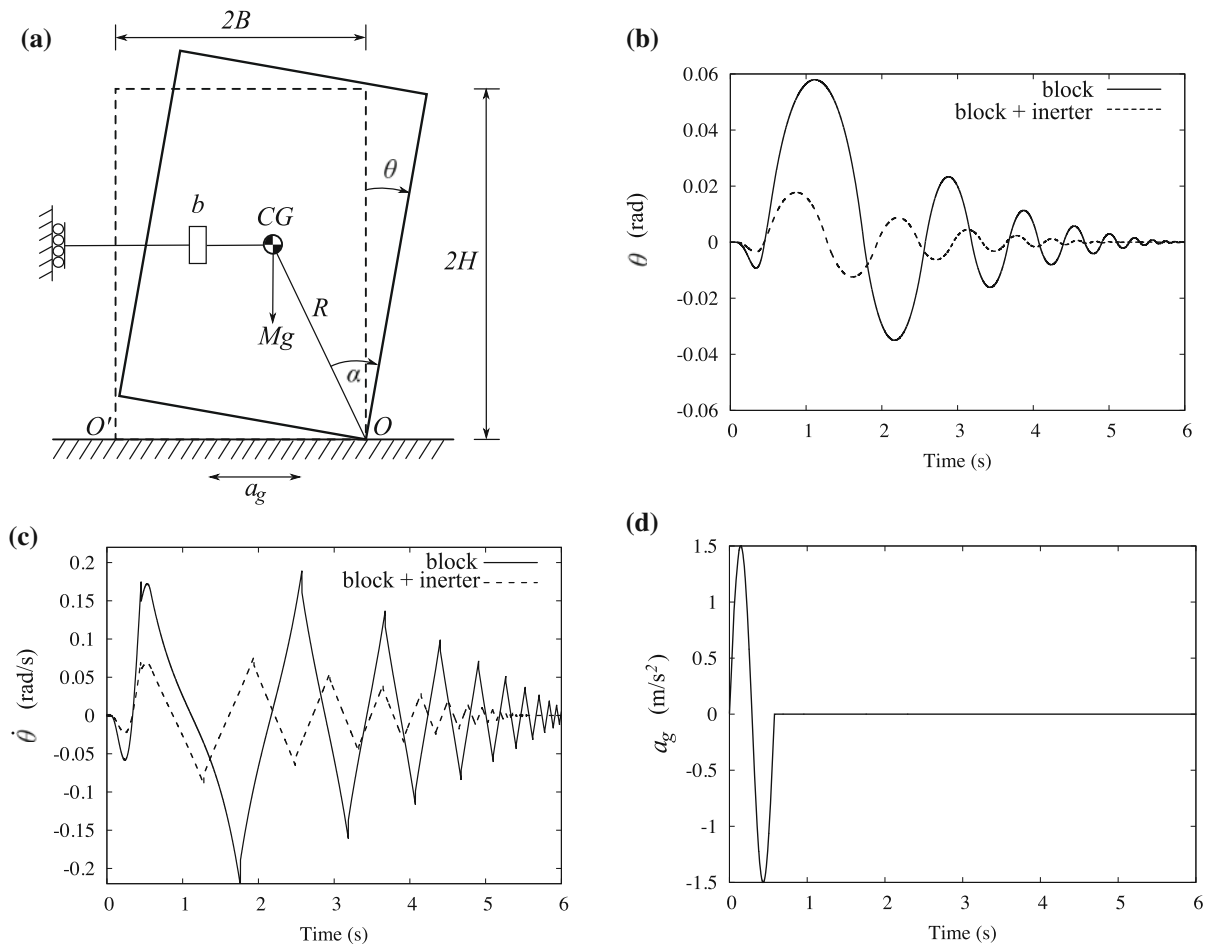 (a)
2B
θ
b
CG
2H
R
Mg
α
O'
O
a_g
(b)
block
block + inerter
0.06
0.04
0.02
0
-0.02
-0.04
-0.06
θ (rad)
0 1 2 3 4 5 6
Time (s)
(c)
block
block + inerter
0.2
0.15
0.10
0.05
0
-0.05
-0.10
-0.15
-0.2
θ̇ (rad/s)
0 1 2 3 4 5 6
Time (s)
(d)
1.5
1
0.5
0
-0.5
-1
-1.5
a_g (m/s²)
0 1 2 3 4 5 6
Time (s)